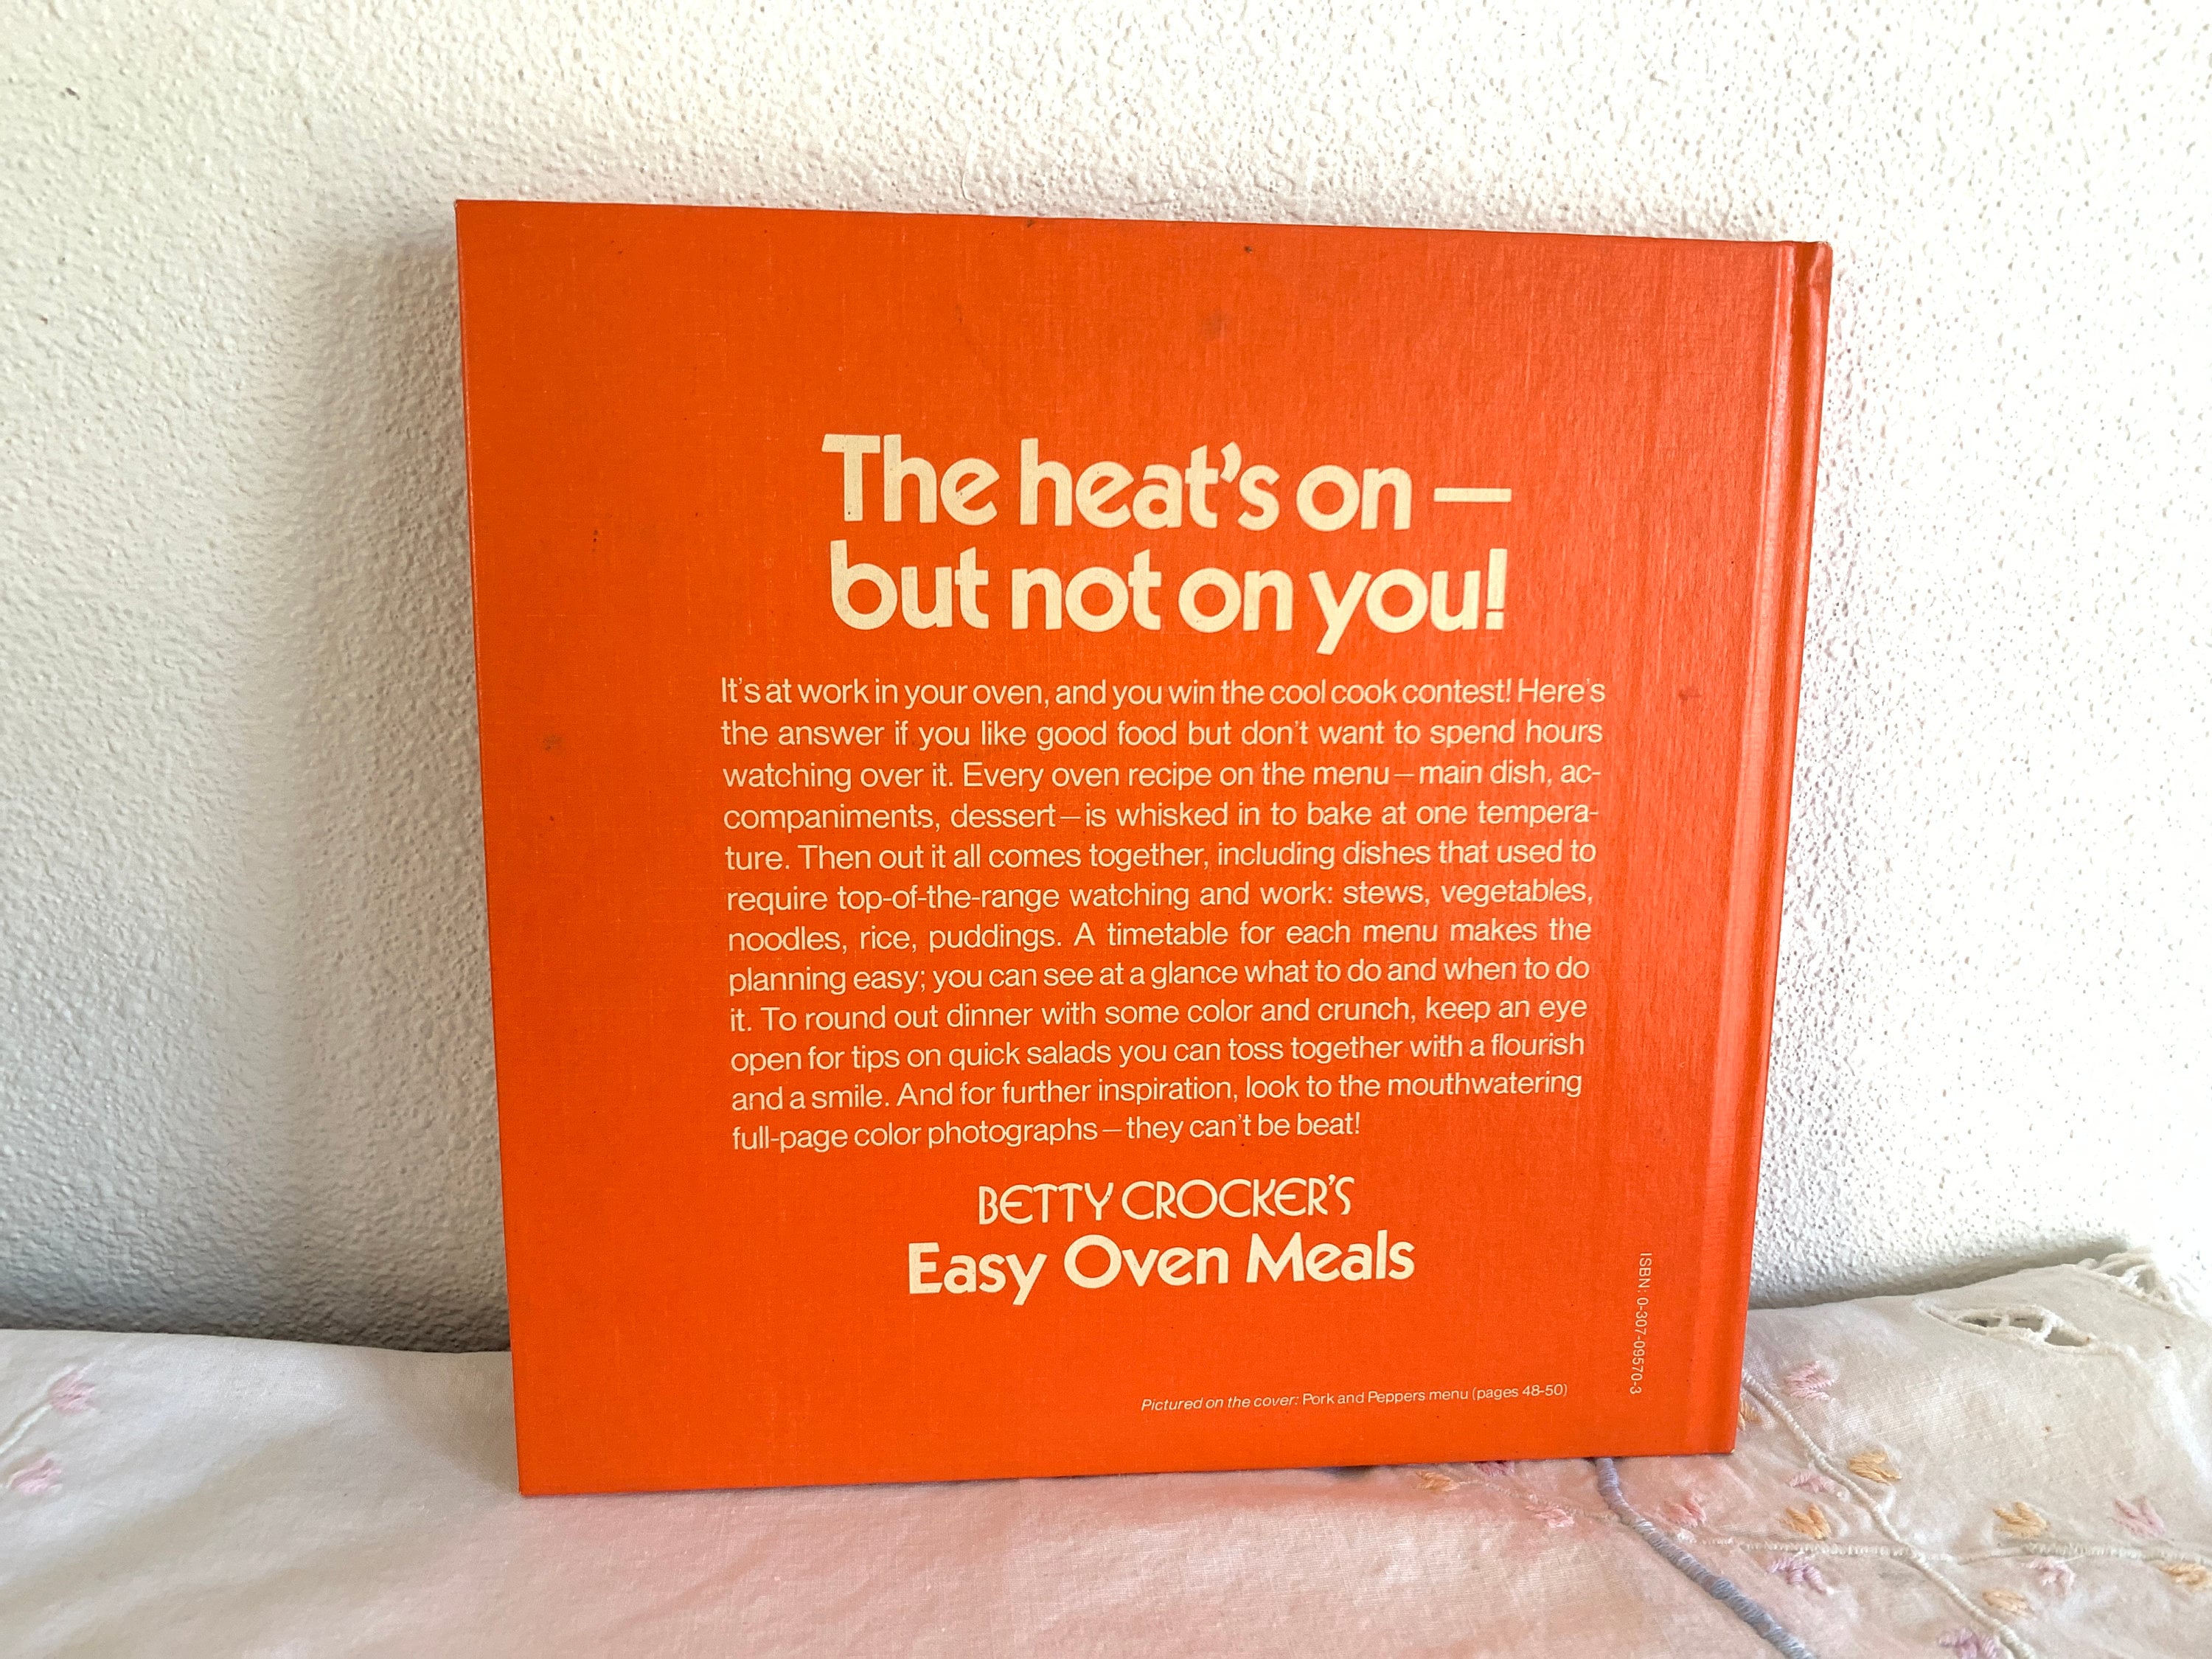 The heat's on —
but not on you!
It's at work in your oven, and you win the cool cook contest! Here's
the answer if you like good food but don't want to spend hours
watching over it. Every oven recipe on the menu—main dish, ac-
companiments, dessert—is whisked in to bake at one tempera-
ture. Then out it all comes together, including dishes that used to
require top-of-the-range watching and work: stews, vegetables,
noodles, rice, puddings. A timetable for each menu makes the
planning easy; you can see at a glance what to do and when to do
it. To round out dinner with some color and crunch, keep an eye
open for tips on quick salads you can toss together with a flourish
and a smile. And for further inspiration, look to the mouthwatering
full-page color photographs—they can't be beat!
BETTY CROCKER'S
Easy Oven Meals
Pictured on the cover: Pork and Peppers menu (pages 48-50)
ISBN: 0-307-09570-3